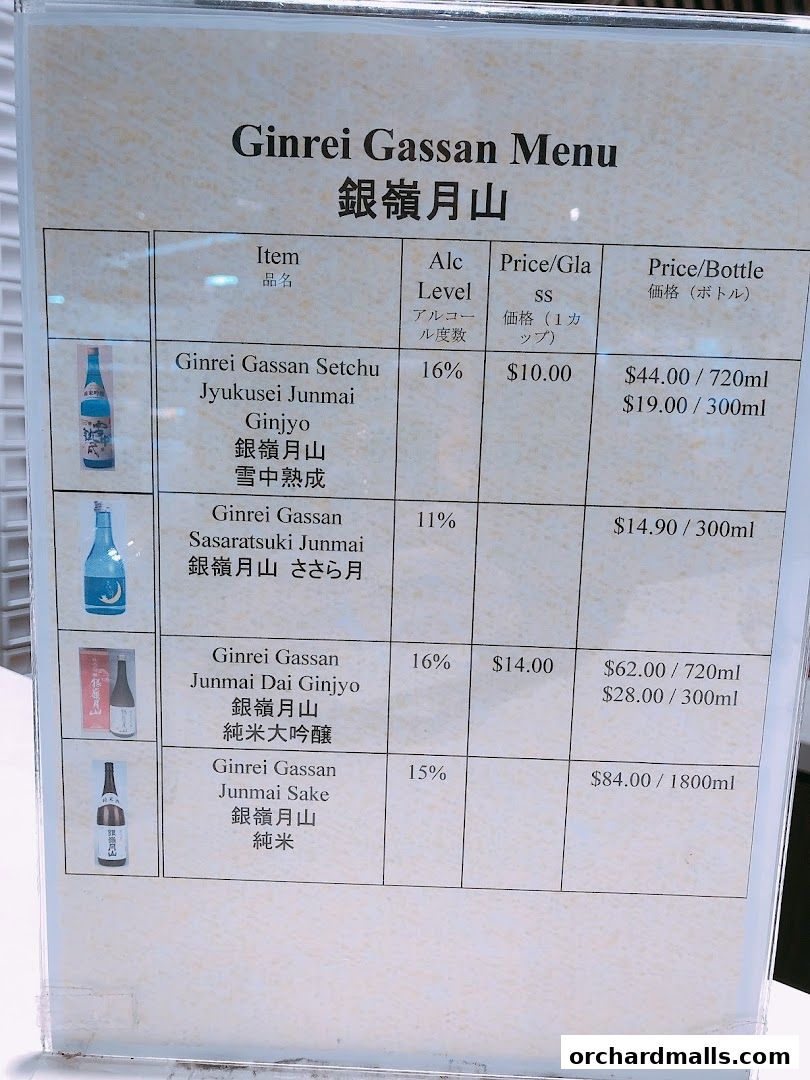 Ginrei Gassan Menu
銀嶺月山
Item
品名
Alc
Level
アルコー
ル度数
Price/Gla
ss
価格（１カ
ップ）
Price/Bottle
価格（ボトル）
Ginrei Gassan Setchu
Jyukusei Junmai
Ginjyo
銀嶺月山
雪中熟成
16%
$10.00
$44.00 / 720ml
$19.00 / 300ml
Ginrei Gassan
Sasaratsuki Junmai
銀嶺月山 ささら月
11%
$14.90 / 300ml
Ginrei Gassan
Junmai Dai Ginjyo
銀嶺月山
純米大吟醸
16%
$14.00
$62.00 / 720ml
$28.00 / 300ml
Ginrei Gassan
Junmai Sake
銀嶺月山
純米
15%
$84.00 / 1800ml
銀嶺月山
orchardmalls.com